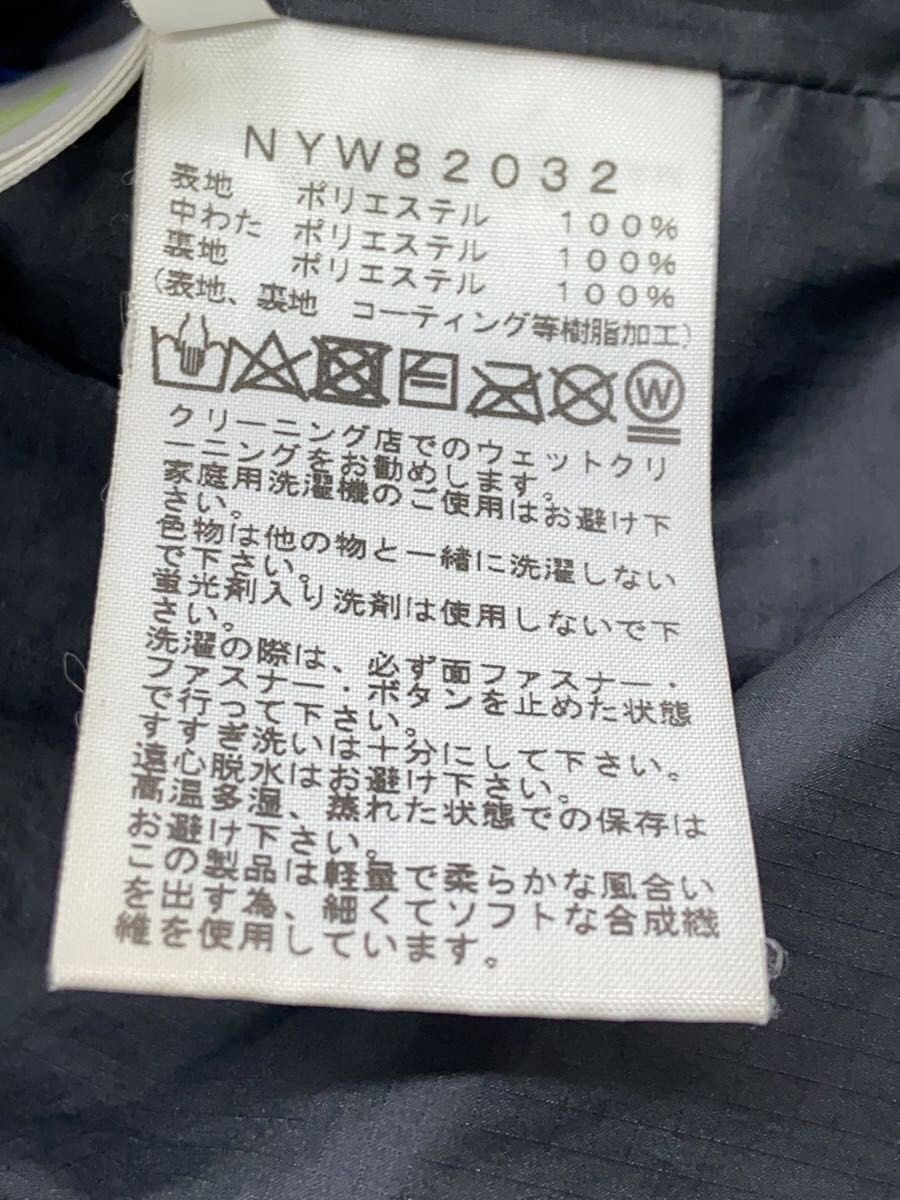 NYW82032
表地 ポリエステル 100%
中わた ポリエステル 100%
裏地 ポリエステル 100%
(表地、裏地 コーティング等樹脂加工)
W
クリーニング店でのウェットクリ
ーニングをお勧めします。
家庭用洗濯機のご使用はお避け下
さい。
色物は他の物と一緒に洗濯しない
で下さい。
蛍光剤入り洗剤は使用しないで下
さい。
洗濯の際は、必ず面ファスナー・
ファスナー・ボタンを止めた状態
で行って下さい。
すすぎ洗いは十分にして下さい。
遠心脱水はお避け下さい。
高温多湿、蒸れた状態での保存は
お避け下さい。
この製品は軽量で柔らかな風合い
を出す為、細くてソフトな合成繊
維を使用しています。